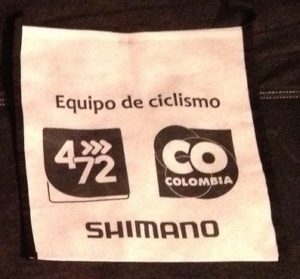 Equipo de ciclismo
4>>>
72
CO
COLOMBIA
SHIMANO